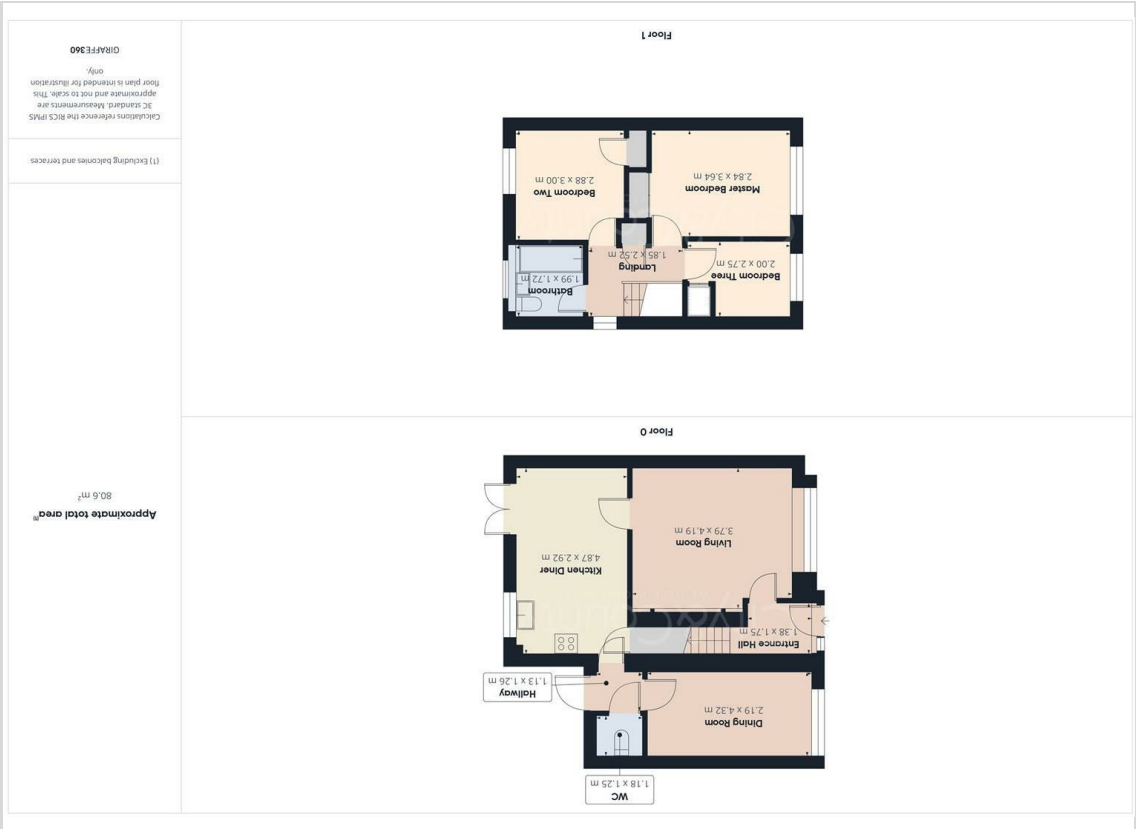 Floor 0
WC
1.18 x 1.25 m
Dining Room
2.19 x 4.32 m
Hallway
1.13 x 1.26 m
Entrance Hall
1.38 x 1.75 m
Kitchen Diner
4.87 x 2.92 m
Living Room
3.79 x 4.19 m
Floor 1
Bedroom Three
2.00 x 2.75 m
Landing
1.85 x 2.52 m
Bathroom
1.99 x 1.72 m
Master Bedroom
2.84 x 3.64 m
Bedroom Two
2.88 x 3.00 m
Approximate total area⁽¹⁾
80.6 m²
(1) Excluding balconies and terraces
Calculations reference the RICS IPMS
3C standard. Measurements are
approximate and not to scale. This
floor plan is intended for illustration
only.
GIRAFFE360